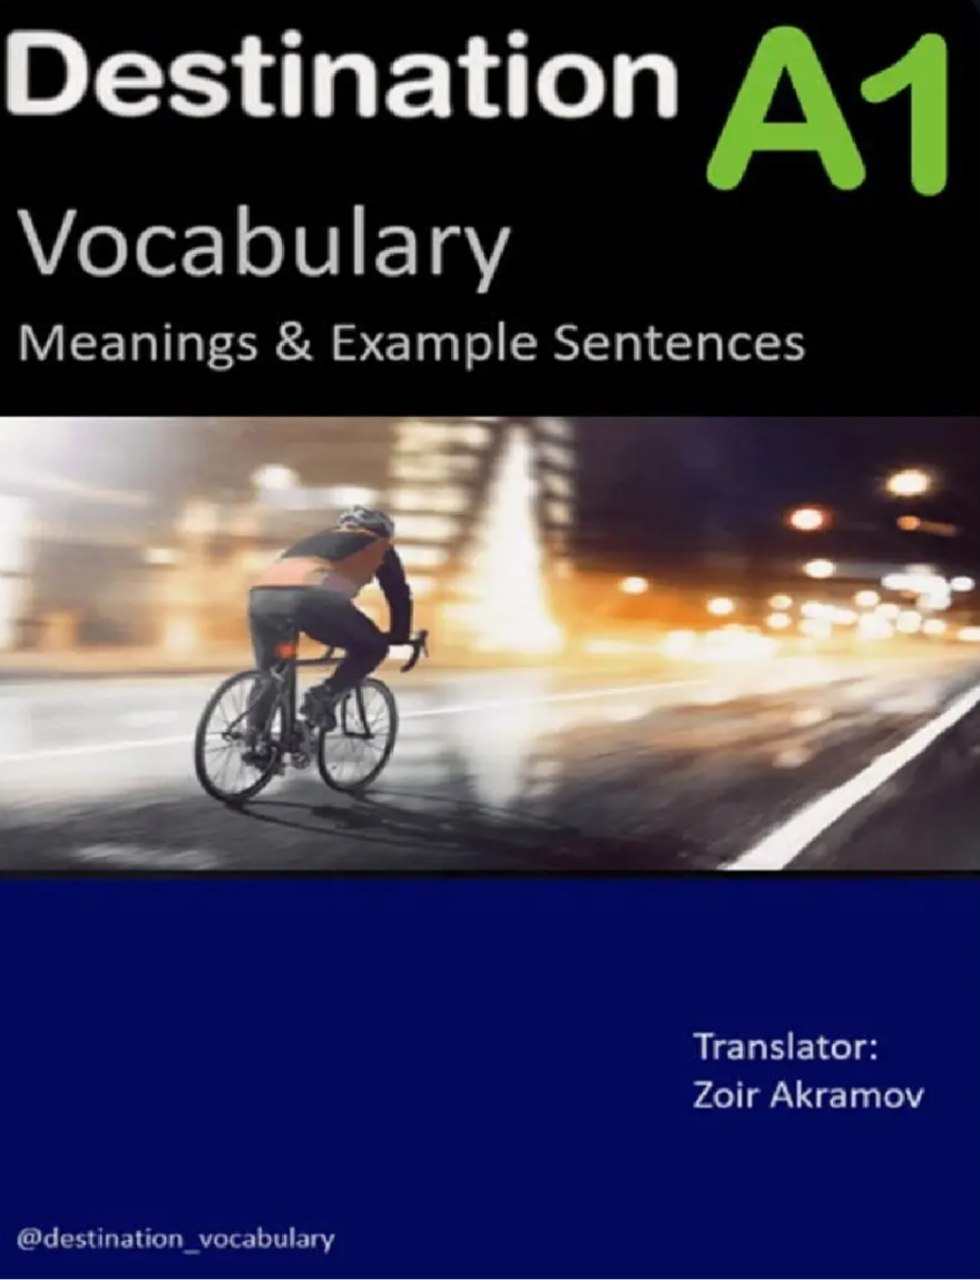 Destination A1
Vocabulary
Meanings & Example Sentences
Translator:
Zoir Akramov
@destination_vocabulary